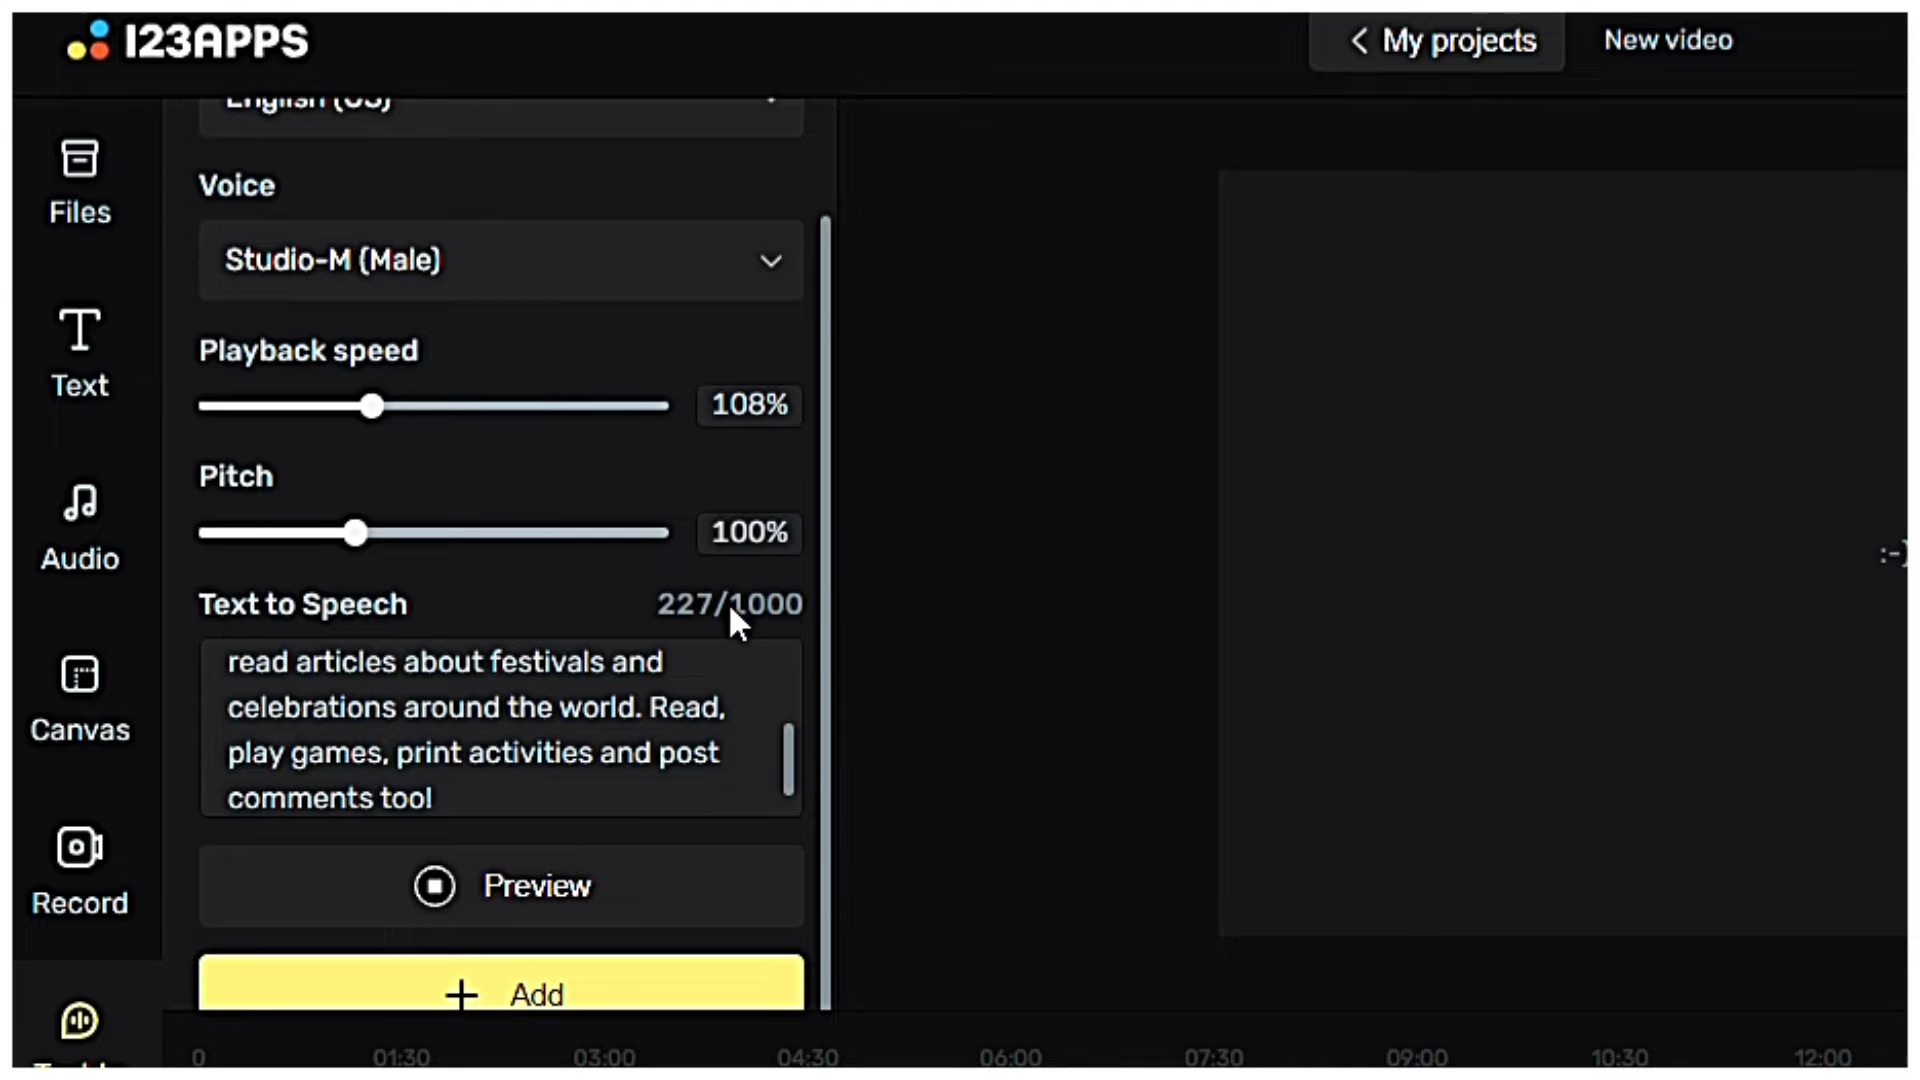 123APPS
My projects
New video
English (US)
Files
Voice
Studio-M (Male)
Text
Playback speed
108%
Pitch
100%
Audio
Text to Speech
227/1000
read articles about festivals and
celebrations around the world. Read,
play games, print activities and post
comments tool
Canvas
Record
Preview
+ Add
:-)
0 01:30 03:00 04:30 06:00 07:30 09:00 10:30 12:00